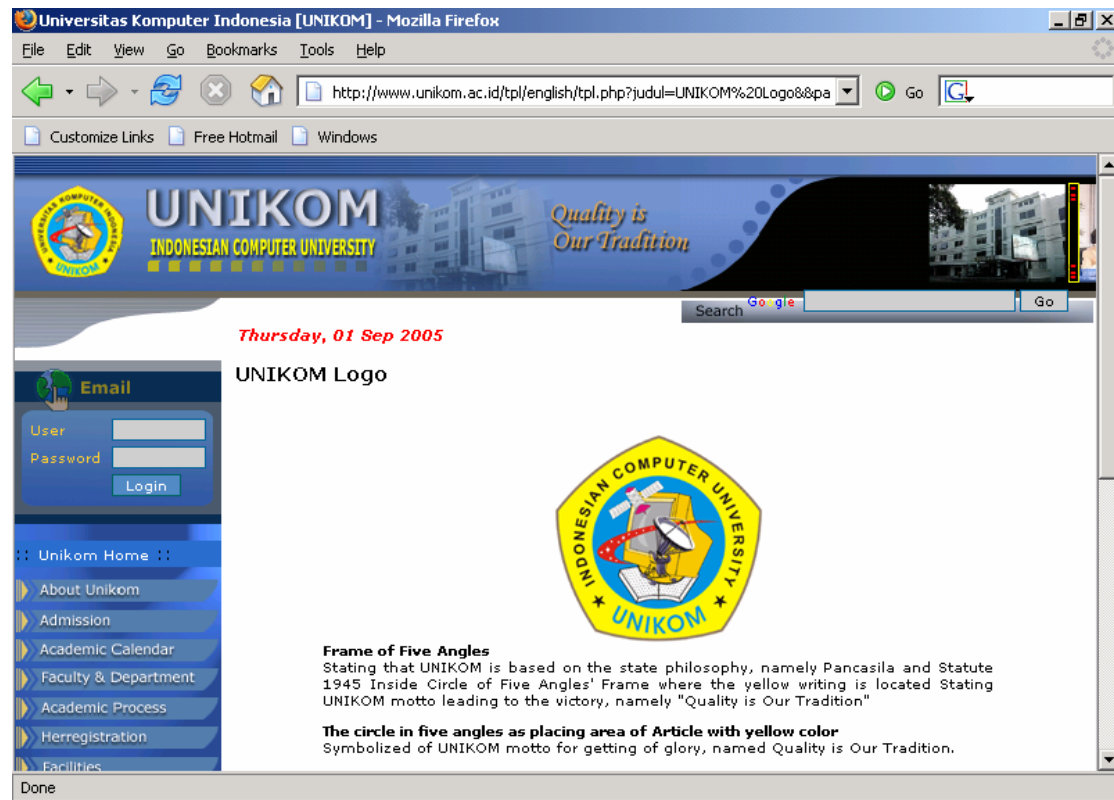 Universitas Komputer Indonesia [UNIKOM] - Mozilla Firefox
File Edit View Go Bookmarks Tools Help
http://www.unikom.ac.id/tpl/english/tpl.php?judul=UNIKOM%20Logo&&pa Go G
Customize Links Free Hotmail Windows
UNIVERSITAS KOMPUTER INDONESIA
UNIKOM
UNIKOM
INDONESIAN COMPUTER UNIVERSITY
Quality is
Our Tradition
Search Google Go
Thursday, 01 Sep 2005
UNIKOM Logo
Email
User
Password
Login
:: Unikom Home ::
About Unikom
Admission
Academic Calendar
Faculty & Department
Academic Process
Herregistration
Facilities
INDONESIAN COMPUTER UNIVERSITY
UNIKOM
Frame of Five Angles
Stating that UNIKOM is based on the state philosophy, namely Pancasila and Statute
1945 Inside Circle of Five Angles' Frame where the yellow writing is located Stating
UNIKOM motto leading to the victory, namely "Quality is Our Tradition"
The circle in five angles as placing area of Article with yellow color
Symbolized of UNIKOM motto for getting of glory, named Quality is Our Tradition.
Done